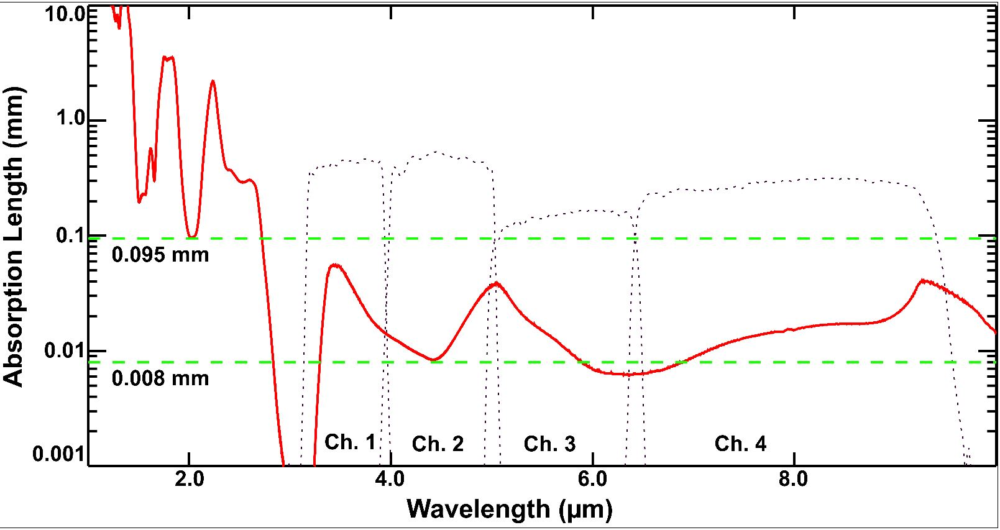 Absorption Length (mm)
10.0
1.0
0.1
0.01
0.001
0.095 mm
0.008 mm
Ch. 1
Ch. 2
Ch. 3
Ch. 4
2.0
4.0
6.0
8.0
Wavelength (µm)